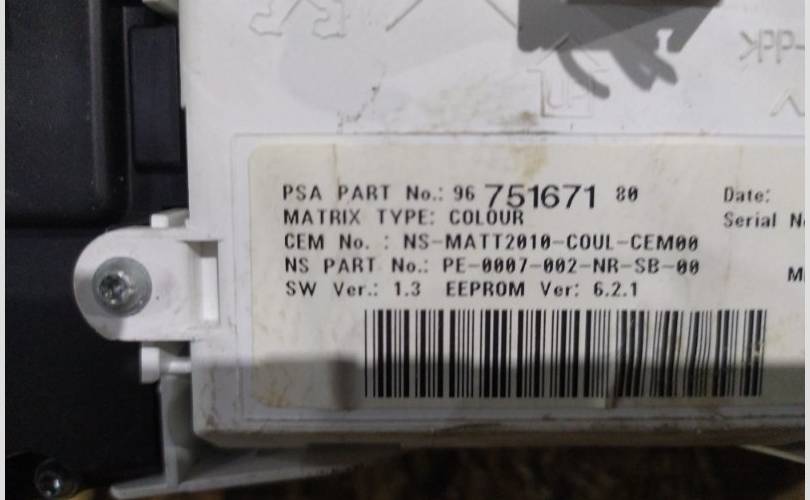 PSA PART No.: 96 751671 80
Date:
MATRIX TYPE: COLOUR
Serial N
CEM No. : NS-MATT2010-COUL-CEM00
NS PART No.: PE-0007-002-NR-SB-00
M
SW Ver.: 1.3 EEPROM Ver: 6.2.1